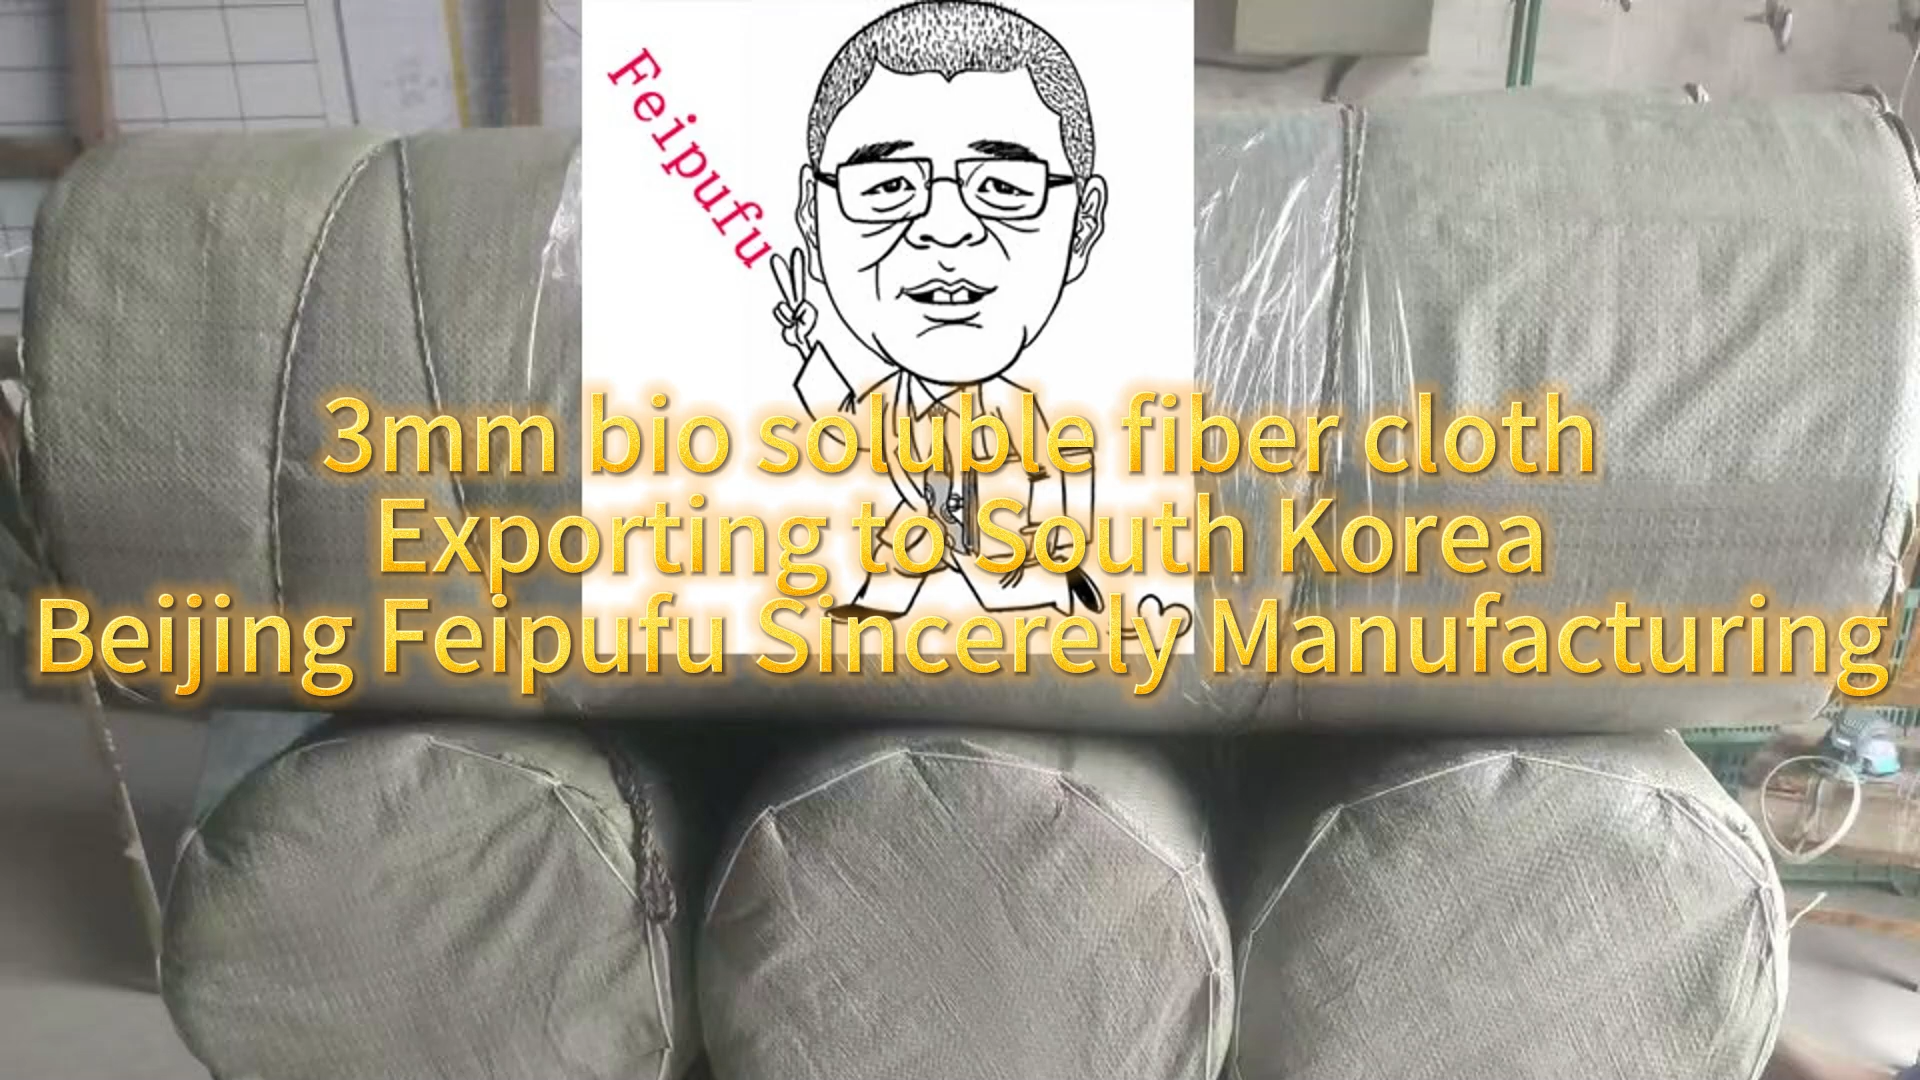 Feipufu
3mm bio soluble fiber cloth
Exporting to South Korea
Beijing Feipufu Sincerely Manufacturing